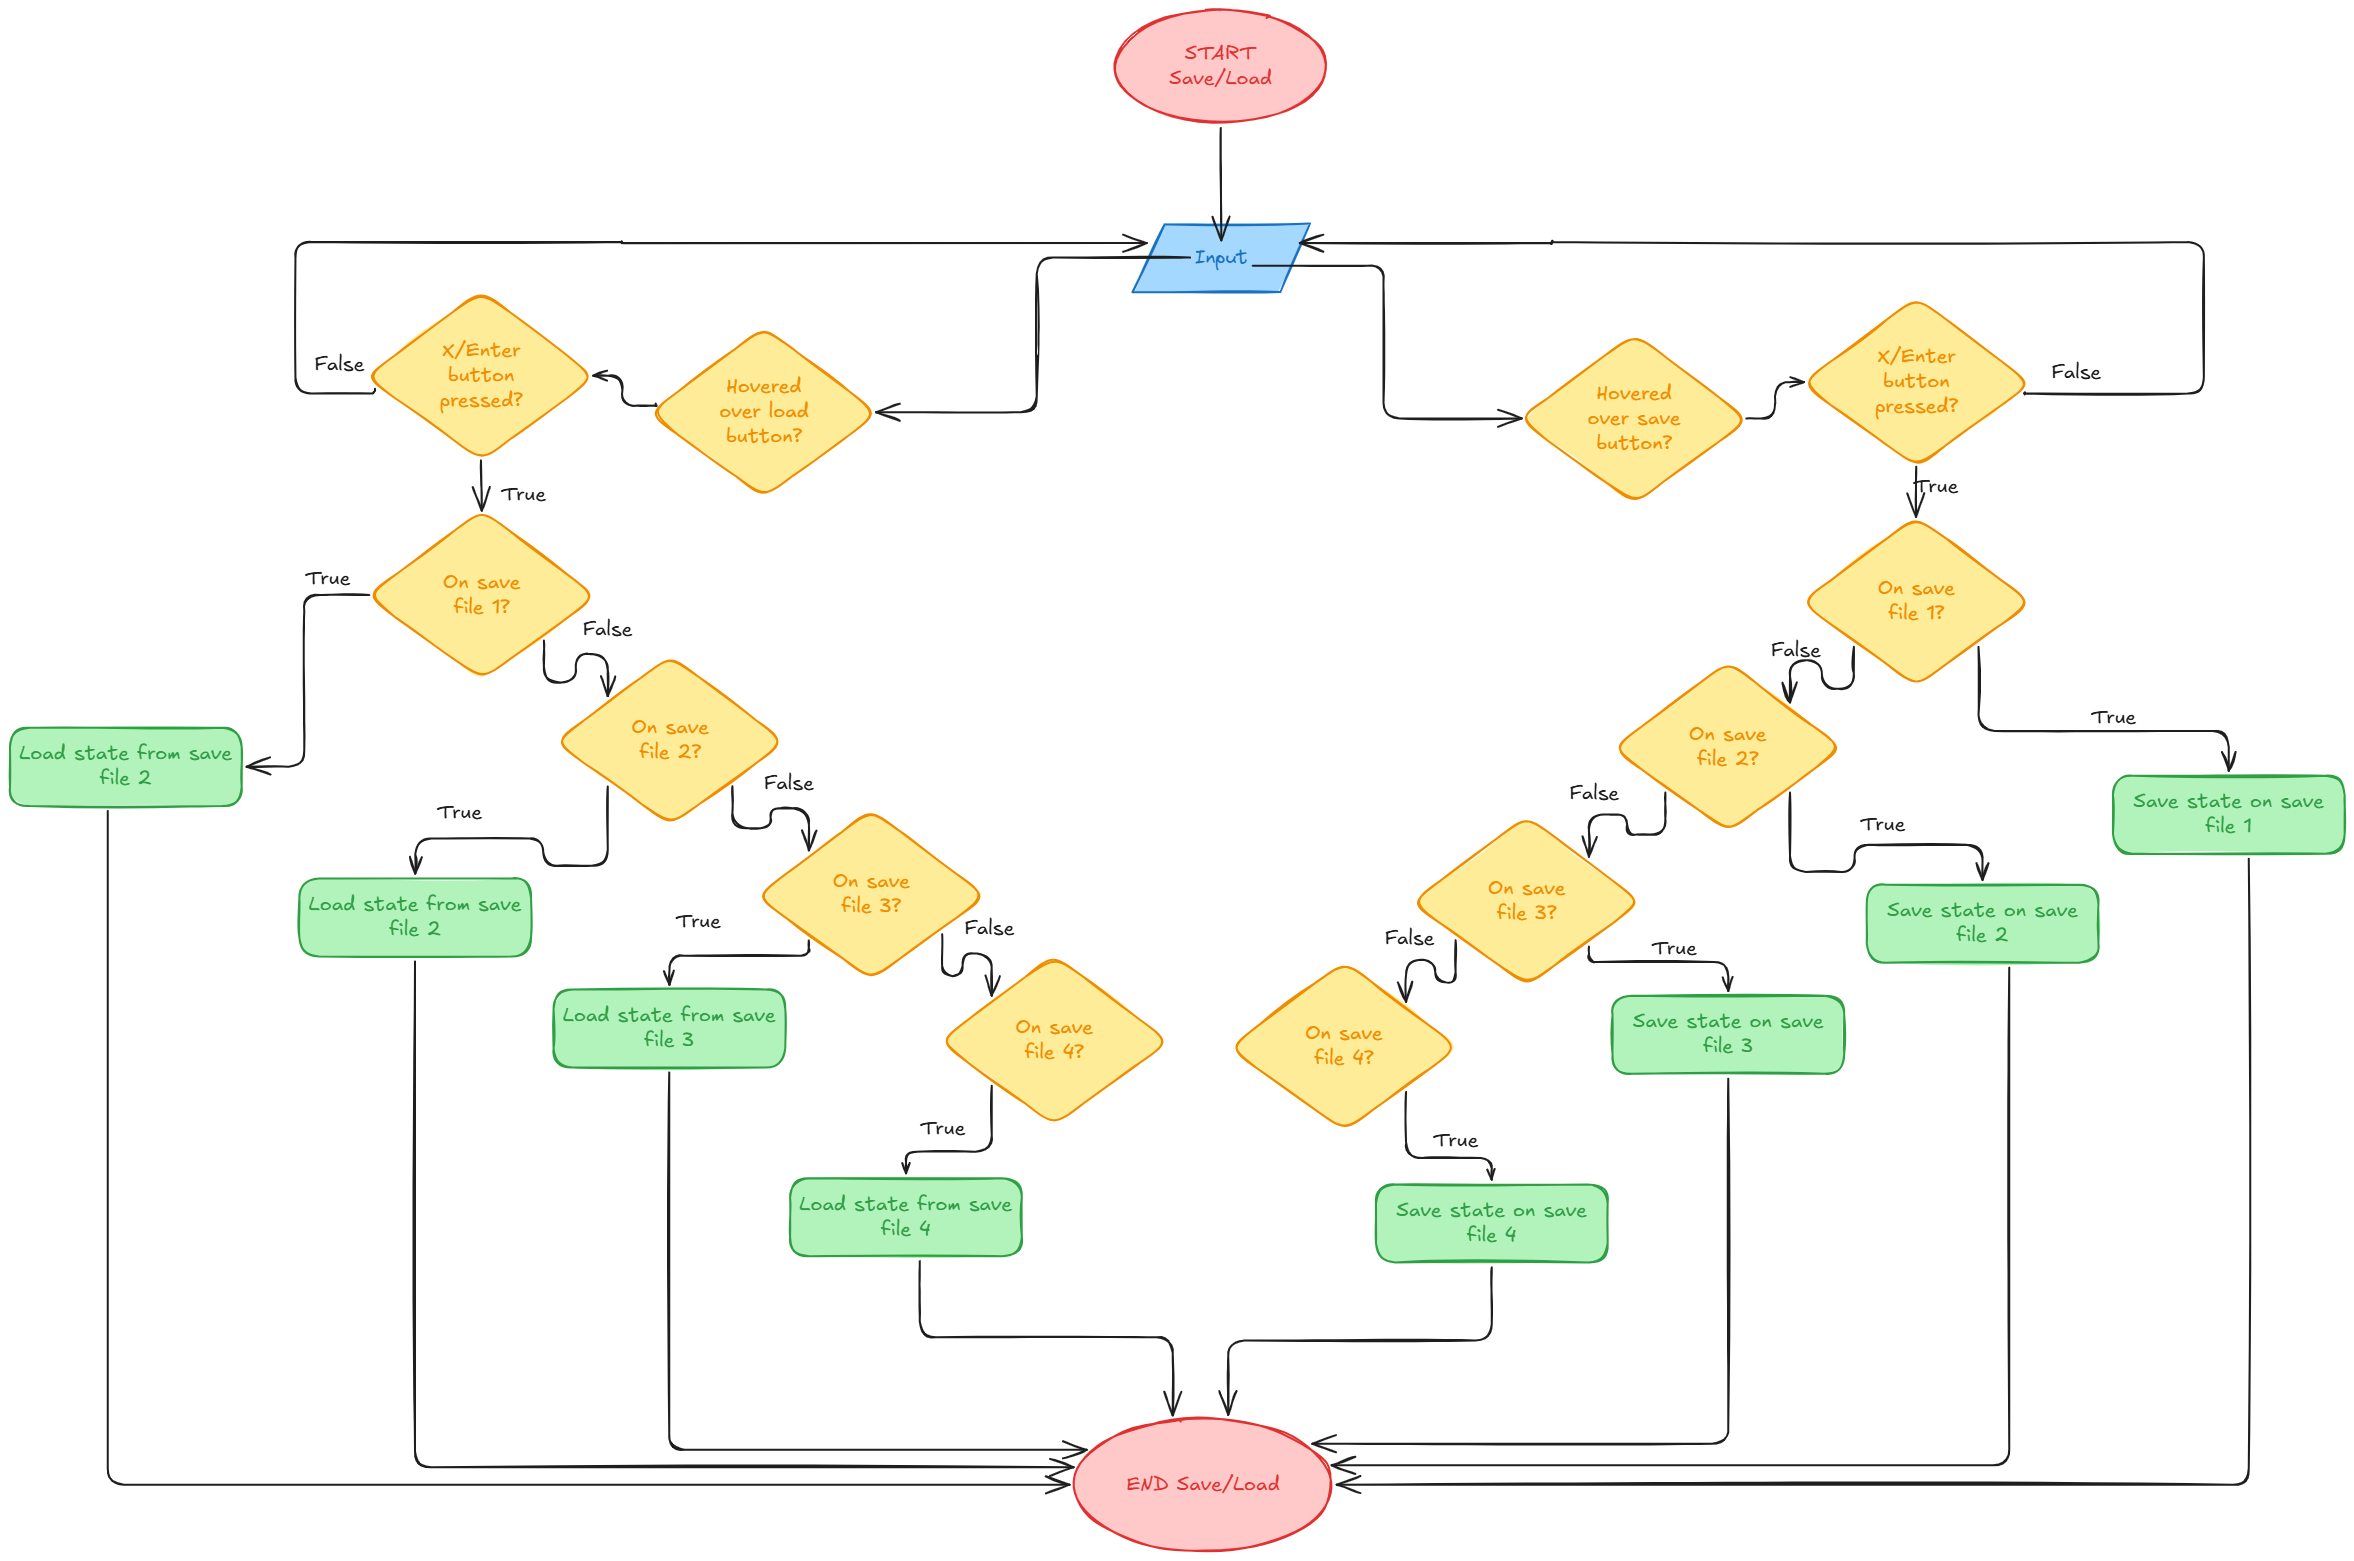 START
Save/Load
Input
X/Enter
button
pressed?
False
Hovered
over load
button?
Hovered
over save
button?
X/Enter
button
pressed?
False
True
True
On save
file 1?
True
False
On save
file 1?
False
True
On save
file 2?
On save
file 2?
Load state from save
file 2
False
True
False
True
Save state on save
file 1
Load state from save
file 2
On save
file 3?
True
False
On save
file 3?
False
True
Save state on save
file 2
Load state from save
file 3
On save
file 4?
On save
file 4?
Save state on save
file 3
True
True
Load state from save
file 4
Save state on save
file 4
END Save/Load